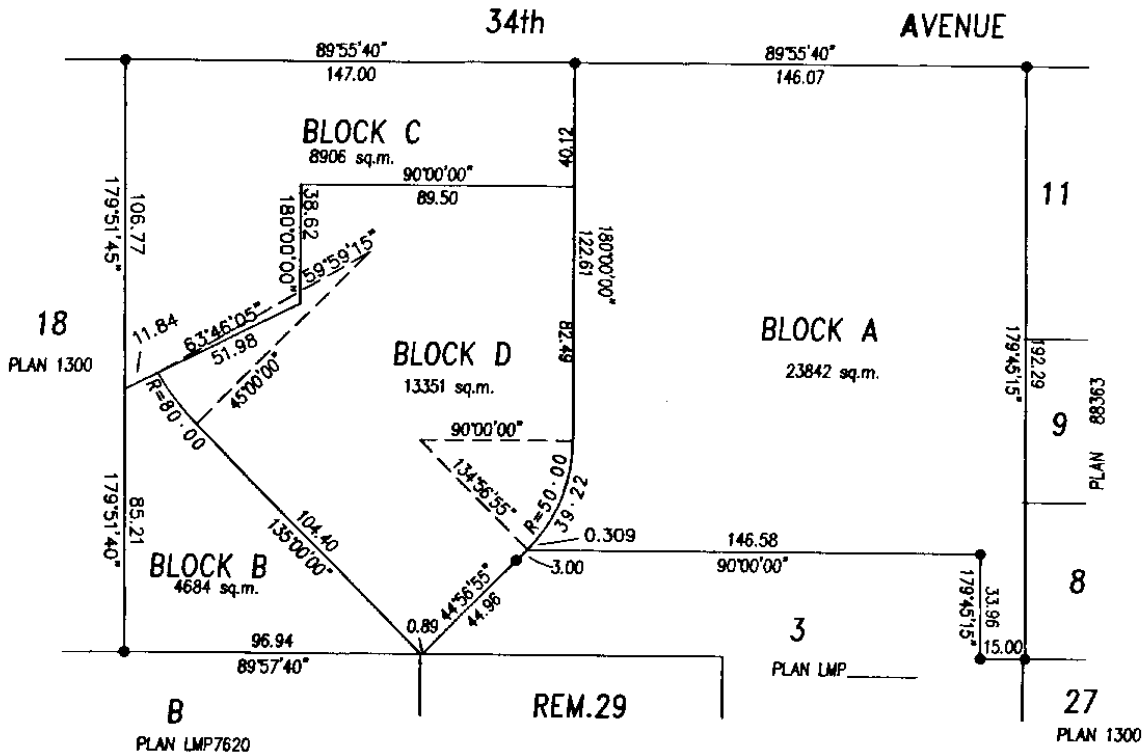 34th AVENUE
89°55'40"
147.00
89°55'40"
146.07
BLOCK C
8906 sq.m.
40.12
90°00'00"
89.50
11
106.77
179°51'45"
38.62
180°00'00"
59°59'15"
180°00'00"
122.61
18
PLAN 1300
11.84
63°46'05"
51.98
45°00'00"
BLOCK D
13351 sq.m.
82.49
BLOCK A
23842 sq.m.
192.29
179°45'15"
9
PLAN 88363
R=80.00
90°00'00"
134°56'55"
R=50.00
39.22
85.21
179°51'40"
104.40
135°00'00"
0.309
3.00
146.58
90°00'00"
BLOCK B
4684 sq.m.
44°56'55"
44.96
0.89
33.96
179°45'15"
8
3
PLAN LMP
15.00
96.94
89°57'40"
B
PLAN LMP7620
REM.29
27
PLAN 1300